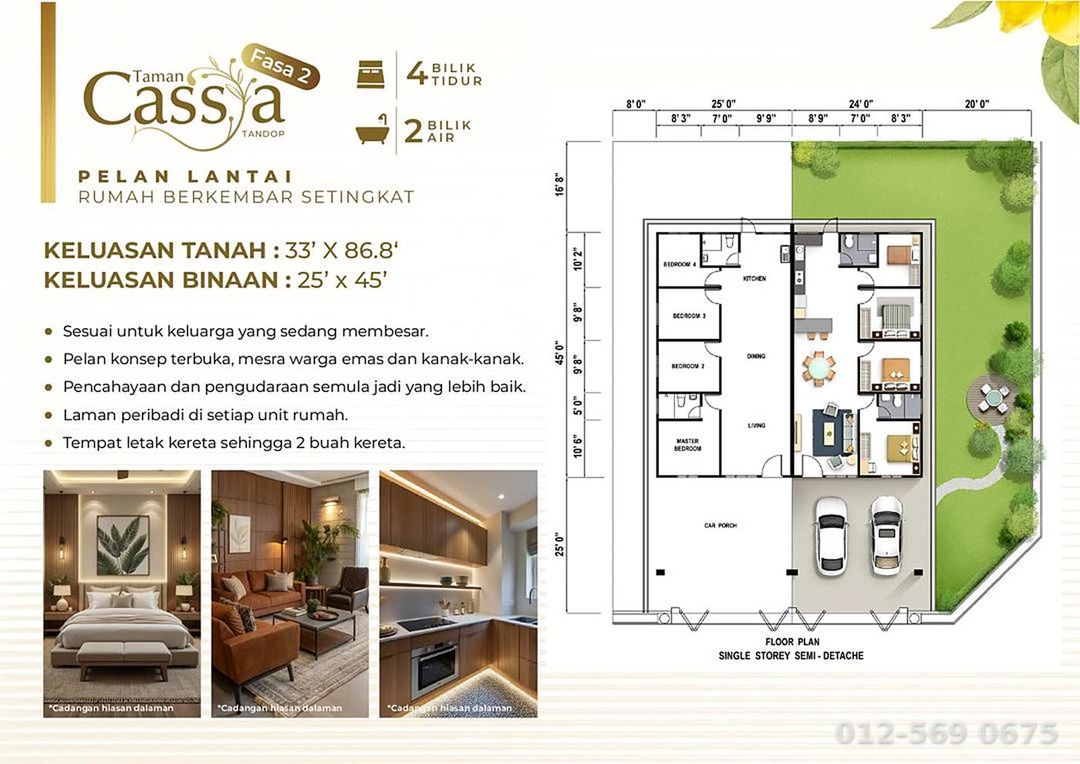 Taman
Cassia
TANDOP
Fasa 2
4 BILIK TIDUR
2 BILIK AIR
PELAN LANTAI
RUMAH BERKEMBAR SETINGKAT
KELUASAN TANAH : 33’ X 86.8‘
KELUASAN BINAAN : 25’ x 45’
• Sesuai untuk keluarga yang sedang membesar.
• Pelan konsep terbuka, mesra warga emas dan kanak-kanak.
• Pencahayaan dan pengudaraan semula jadi yang lebih baik.
• Laman peribadi di setiap unit rumah.
• Tempat letak kereta sehingga 2 buah kereta.
*Cadangan hiasan dalaman
*Cadangan hiasan dalaman
*Cadangan hiasan dalaman
8' 0" 25' 0" 24' 0" 20' 0"
8' 3" 7' 0" 9' 9" 8' 9" 7' 0" 8' 3"
16' 8"
45' 0"
25' 0"
10' 2"
9' 8"
9' 8"
5' 0"
10' 6"
BEDROOM 4
KITCHEN
BEDROOM 3
DINING
BEDROOM 2
LIVING
MASTER
BEDROOM
CAR PORCH
FLOOR PLAN
SINGLE STOREY SEMI - DETACHE
012-569 0675